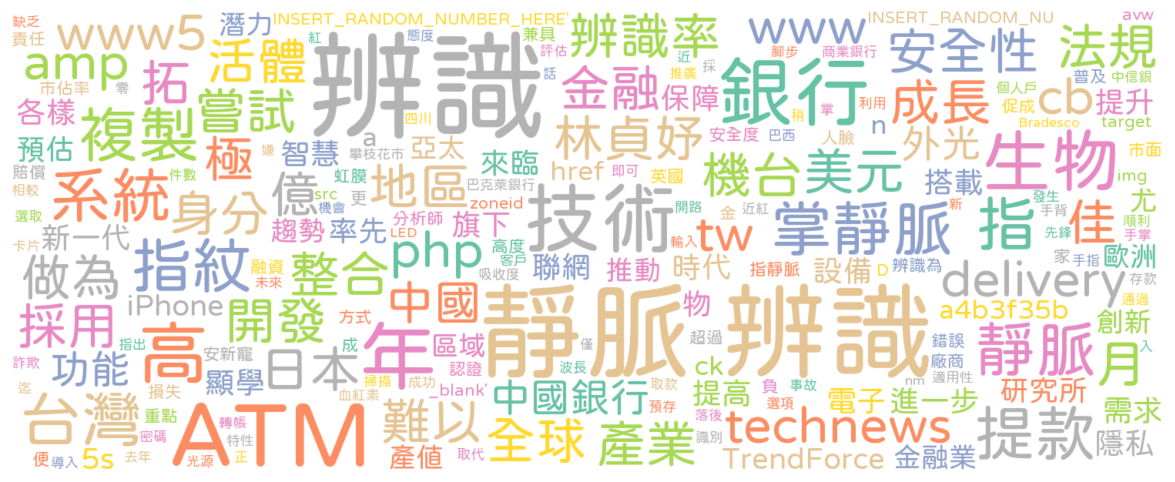 缺乏
責任
www5
潛力
INSERT_RANDOM_NUMBER_HERE'
紅
態度
兼具
評估
辨識率
近
推廣
www
腳步
商業銀行
INSERT_RANDOM_NU
安全性
法規
avw
普及
中信銀
amp
拓
活體
辨識
金融
保障
採
銀行
稍
掌
利用
成長
個人戶
促成
cb
提升
Bradesco
target
市佔率
零
各樣
複製
嘗試
四川
a
林貞妤
安全度
巴西
人臉
n
外光
生物
市面
預估
極
智慧
攀枝花市
亞太
來臨
href
即可
英國
機台
美元
搭載
img
尤
賠償
件數
嫌
虹膜
src
機會
更
地區
巴克萊銀行
zoneid
開路
金
近紅
新
發生
手背
順利
手掌
相較
系統
選取
身分
億
趨勢
率先
分析師
LED
旗下
高度
客戶
技術
輸入
tw
掌靜脈
指
佳
先鋒
手指
歐洲
卡片
新一代
指紋
整合
php
吸收度
聯網
推動
時代
指靜脈
設備
D
辨識為
家
存款
做為
融資
未來
iPhone
中國
物
超過
delivery
a4b3f35b
通過
創新
入
採用
指出
高
開發
方式
成
年
區域
靜脈
辨識
錯誤
廠商
靜脈
月
詐欺
功能
安新寵
顯學
日本
認證
波長
僅
ck
nm
適用性
迄
損失
掃描
成功
血紅素
_blank'
中國銀行
提高
取款
負
事故
選項
電子
進一步
研究所
需求
台灣
重點
密碼
轉帳
特性
ATM
難以
預存
落後
識別
technews
提款
隱私
便
導入
5s
去年
光源
正
產值
取代
全球
產業
TrendForce
金融業